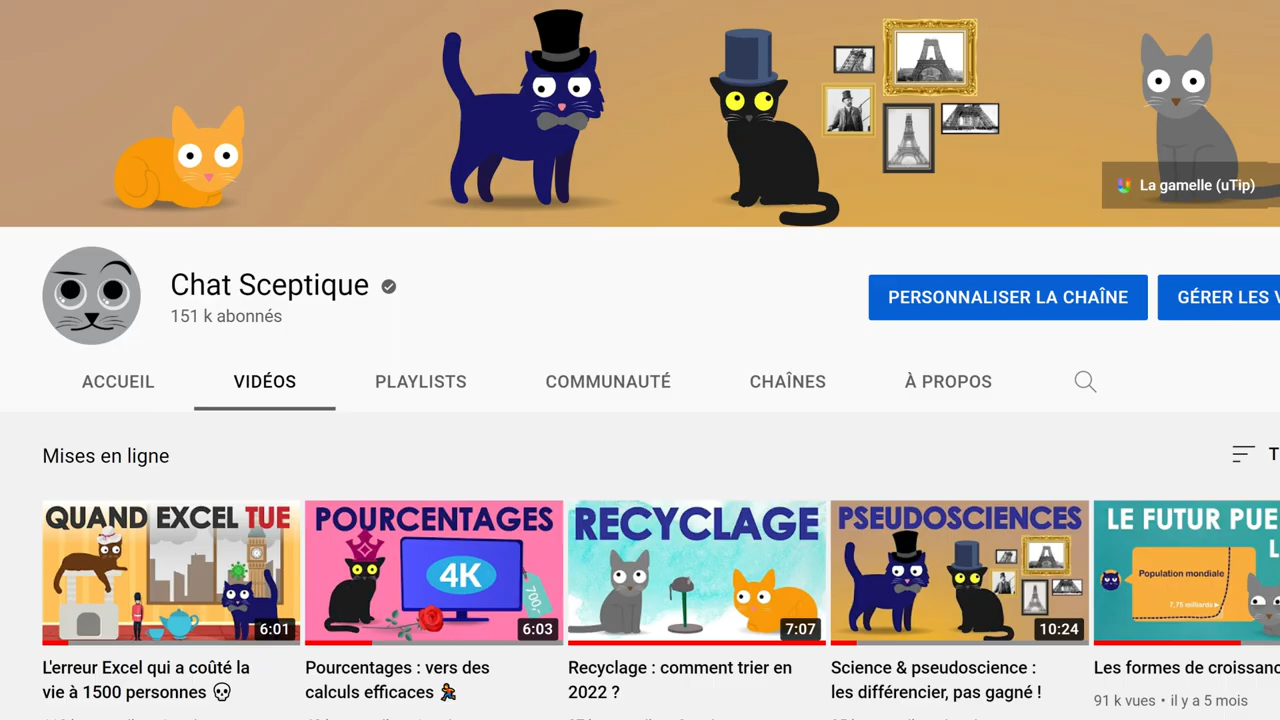 La gamelle (uTip)
Chat Sceptique
151 k abonnés
PERSONNALISER LA CHAÎNE
GÉRER LES
ACCUEIL
VIDÉOS
PLAYLISTS
COMMUNAUTÉ
CHAÎNES
À PROPOS
Mises en ligne
QUAND EXCEL TUE
6:01
POURCENTAGES
4K
6:03
RECYCLAGE
7:07
PSEUDOSCIENCES
10:24
LE FUTUR PUE
Population mondiale
7,75 milliards
L'erreur Excel qui a coûté la
vie à 1500 personnes 💀
Pourcentages : vers des
calculs efficaces
Recyclage : comment trier en
2022 ?
Science & pseudoscience :
les différencier, pas gagné !
Les formes de croissanc
91 k vues • il y a 5 mois